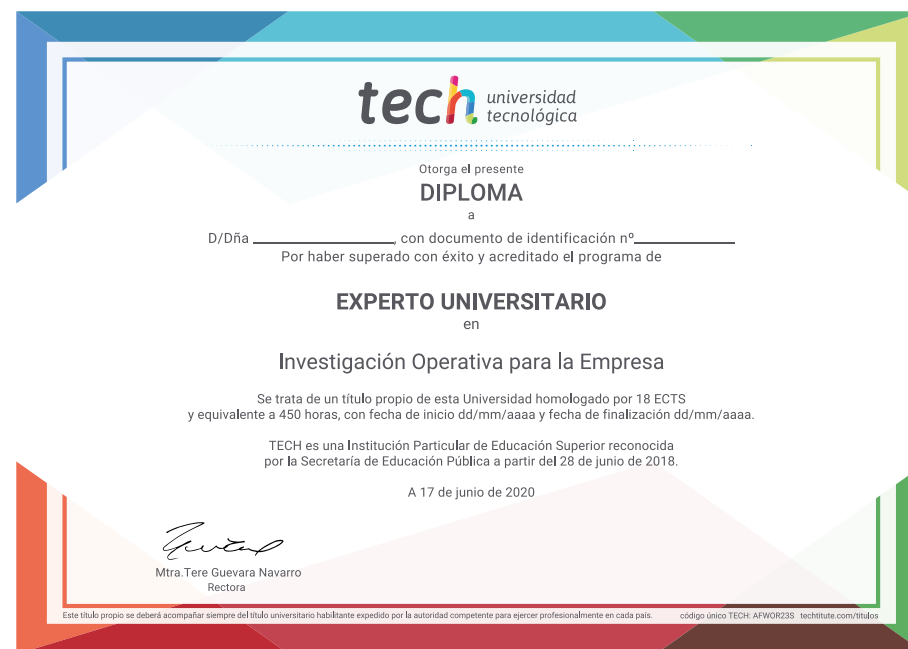 tech universidad
tecnológica
Otorga el presente
DIPLOMA
a
D/Dña ____________________, con documento de identificación nº______________
Por haber superado con éxito y acreditado el programa de
EXPERTO UNIVERSITARIO
en
Investigación Operativa para la Empresa
Se trata de un título propio de esta Universidad homologado por 18 ECTS
y equivalente a 450 horas, con fecha de inicio dd/mm/aaaa y fecha de finalización dd/mm/aaaa.
TECH es una Institución Particular de Educación Superior reconocida
por la Secretaría de Educación Pública a partir del 28 de junio de 2018.
A 17 de junio de 2020
Mtra.Tere Guevara Navarro
Rectora
Este título propio se deberá acompañar siempre del título universitario habilitante expedido por la autoridad competente para ejercer profesionalmente en cada país. código único TECH: AFWOR23S techtitute.com/titulos